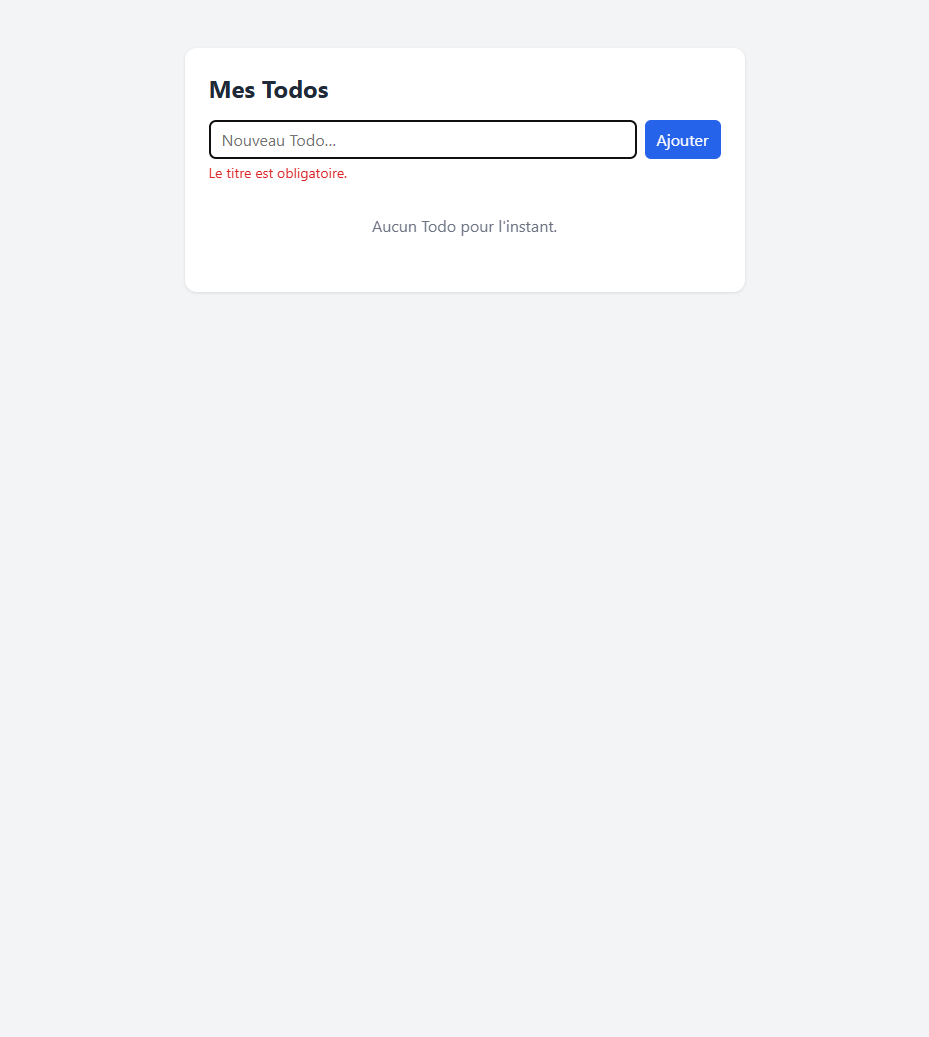 Mes Todos
Nouveau Todo...
Ajouter
Le titre est obligatoire.
Aucun Todo pour l'instant.